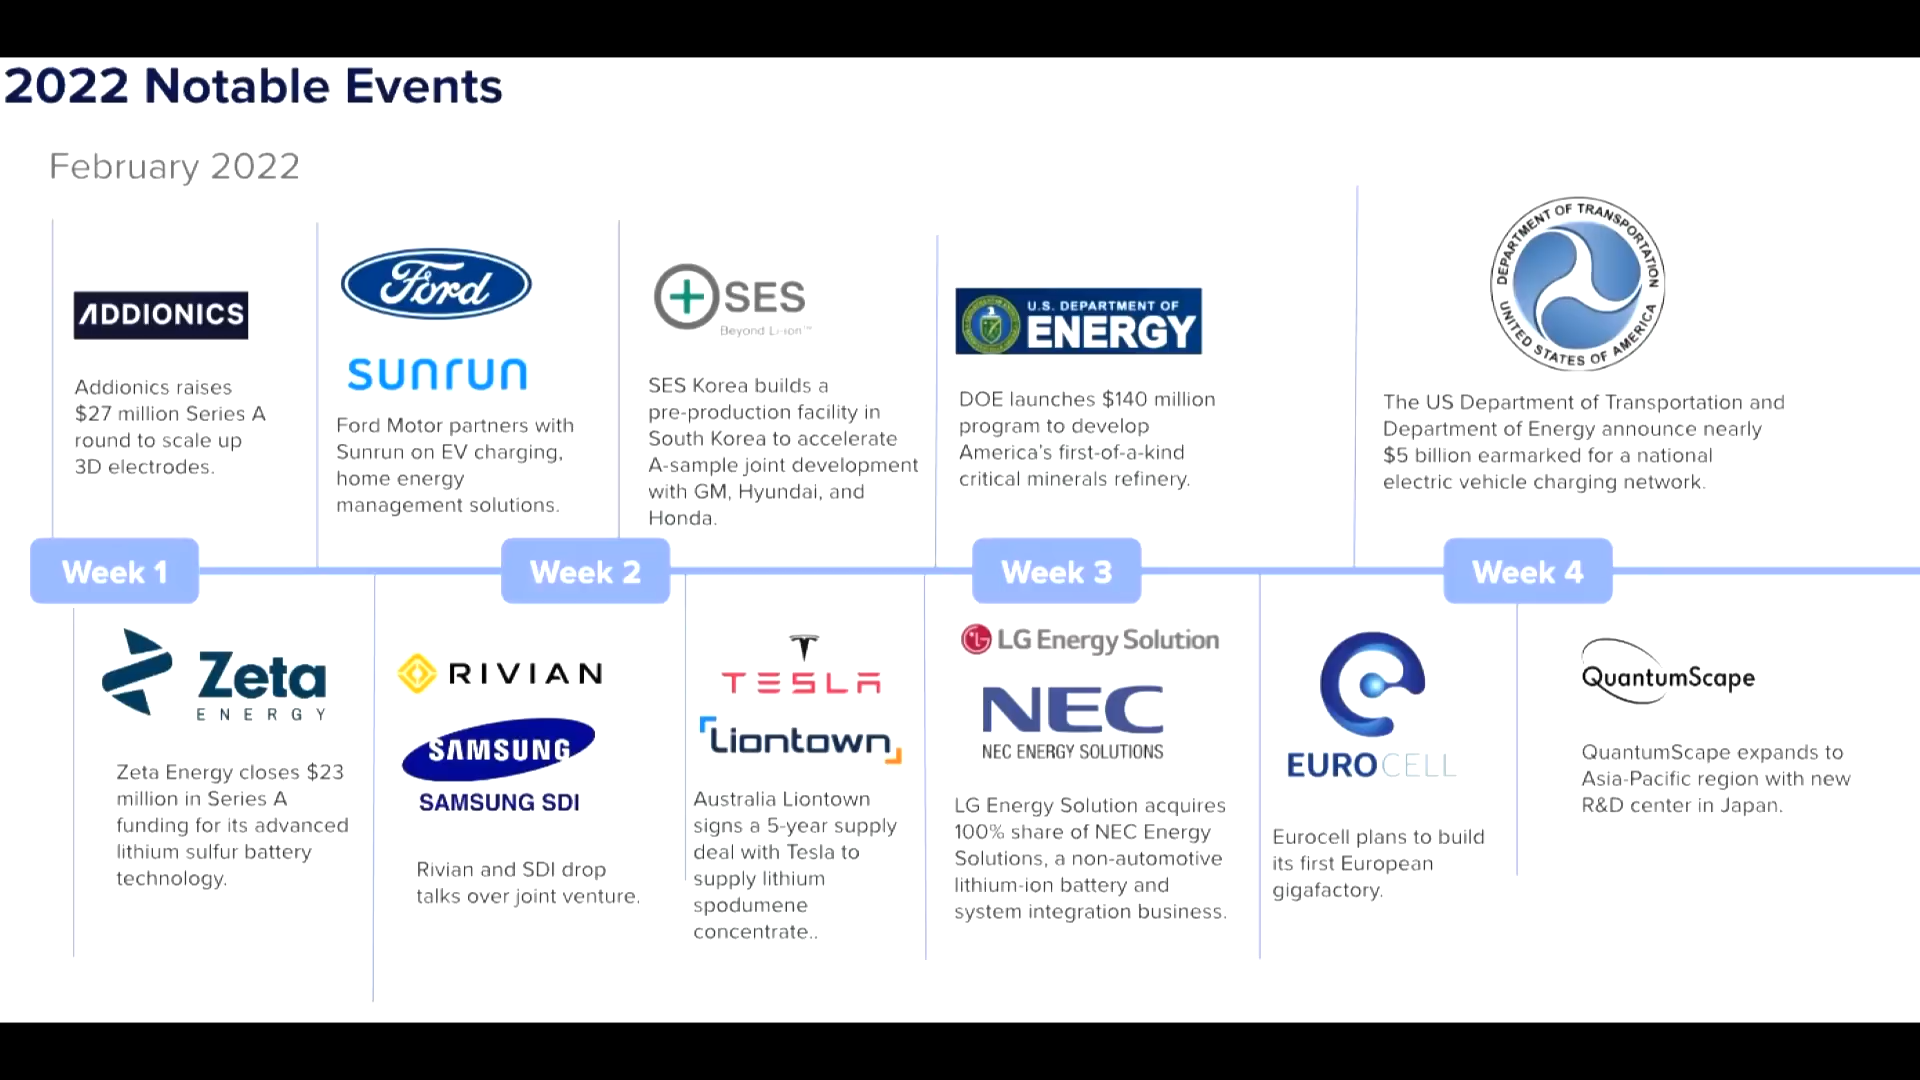 2022 Notable Events
February 2022
ADDIONICS
Addionics raises
$27 million Series A
round to scale up
3D electrodes.
Ford
sunrun
Ford Motor partners with
Sunrun on EV charging,
home energy
management solutions.
SES
Beyond Li-ion™
SES Korea builds a
pre-production facility in
South Korea to accelerate
A-sample joint development
with GM, Hyundai, and
Honda.
U.S. DEPARTMENT OF
ENERGY
DOE launches $140 million
program to develop
America's first-of-a-kind
critical minerals refinery.
DEPARTMENT OF TRANSPORTATION
UNITED STATES OF AMERICA
The US Department of Transportation and
Department of Energy announce nearly
$5 billion earmarked for a national
electric vehicle charging network.
Week 1
Week 2
Week 3
Week 4
Zeta
ENERGY
Zeta Energy closes $23
million in Series A
funding for its advanced
lithium sulfur battery
technology.
RIVIAN
SAMSUNG
SAMSUNG SDI
Rivian and SDI drop
talks over joint venture.
TESLA
Liontown
Australia Liontown
signs a 5-year supply
deal with Tesla to
supply lithium
spodumene
concentrate..
LG Energy Solution
NEC
NEC ENERGY SOLUTIONS
LG Energy Solution acquires
100% share of NEC Energy
Solutions, a non-automotive
lithium-ion battery and
system integration business.
EUROCELL
Eurocell plans to build
its first European
gigafactory.
QuantumScape
QuantumScape expands to
Asia-Pacific region with new
R&D center in Japan.